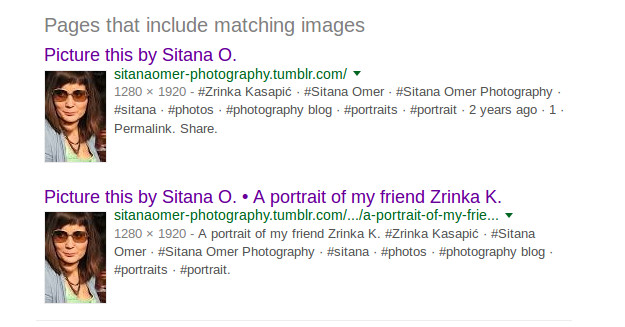 Pages that include matching images
Picture this by Sitana O.
sitanaomer-photography.tumblr.com/
1280 × 1920 - #Zrinka Kasapić · #Sitana Omer · #Sitana Omer Photography ·
#sitana · #photos · #photography blog · #portraits · #portrait · 2 years ago · 1 ·
Permalink. Share.
Picture this by Sitana O. • A portrait of my friend Zrinka K.
sitanaomer-photography.tumblr.com/.../a-portrait-of-my-frie...
1280 × 1920 - A portrait of my friend Zrinka K. #Zrinka Kasapić · #Sitana
Omer · #Sitana Omer Photography · #sitana · #photos · #photography blog ·
#portraits · #portrait.